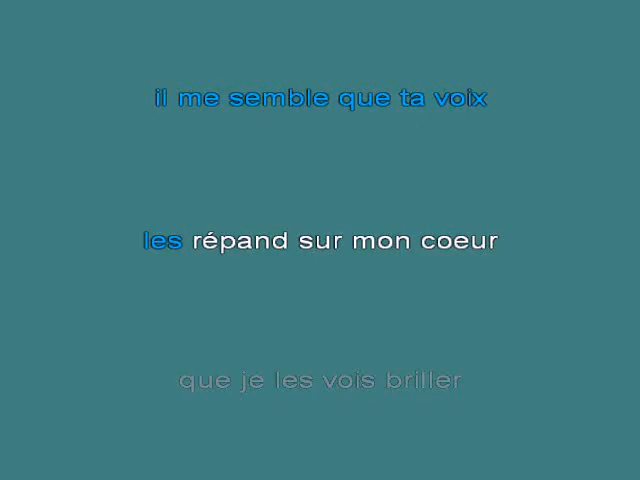 il me semble que ta voix
les répand sur mon coeur
que je les vois briller